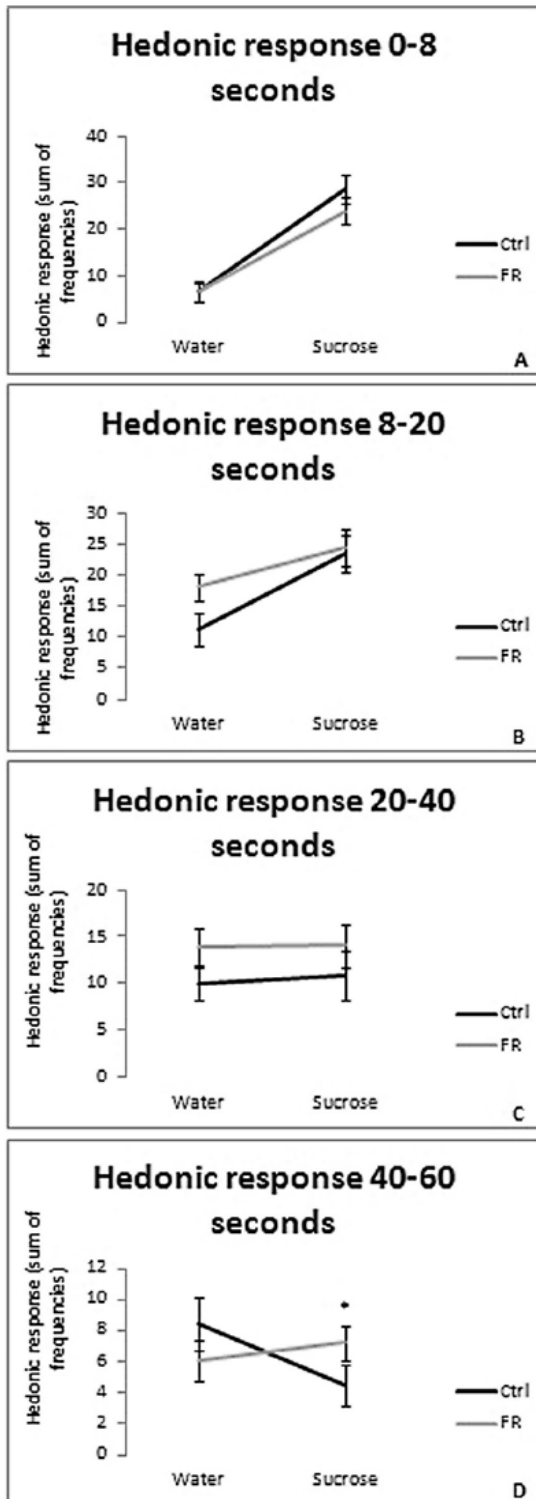 Hedonic response 0-8
seconds
Hedonic response (sum of
frequencies)
40
30
20
10
0
Water
Sucrose
Ctrl
FR
A
Hedonic response 8-20
seconds
Hedonic response (sum of
frequencies)
30
25
20
15
10
5
0
Water
Sucrose
Ctrl
FR
B
Hedonic response 20-40
seconds
Hedonic response (sum of
frequencies)
20
15
10
5
0
Water
Sucrose
Ctrl
FR
C
Hedonic response 40-60
seconds
Hedonic response (sum of
frequencies)
12
10
8
6
4
2
0
*
Water
Sucrose
Ctrl
FR
D